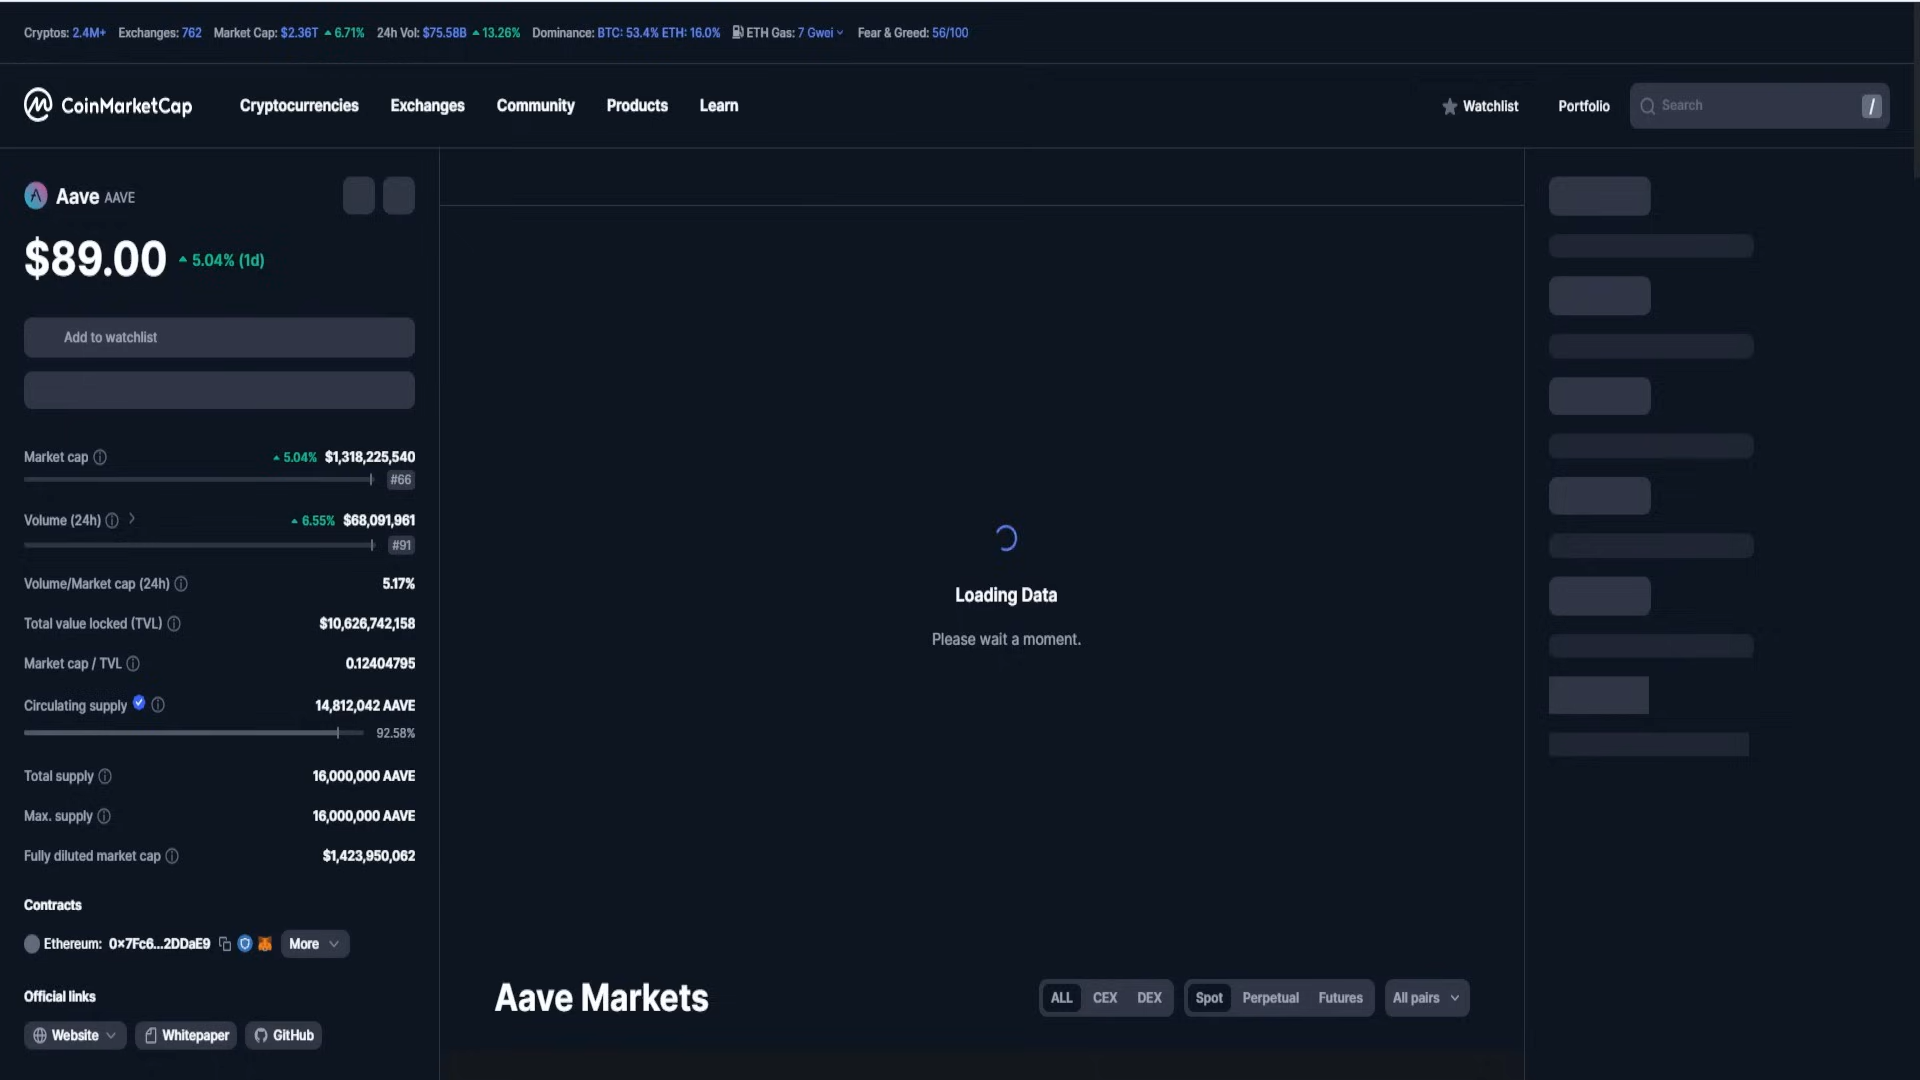 Cryptos: 2.4M+ Exchanges: 762 Market Cap: $2.36T 6.71% 24h Vol: $75.58B 13.26% Dominance: BTC: 53.4% ETH: 16.0% ETH Gas: 7 Gwei Fear & Greed: 56/100
CoinMarketCap Cryptocurrencies Exchanges Community Products Learn Watchlist Portfolio Search /
Aave AAVE
$89.00 5.04% (1d)
Add to watchlist
Market cap 5.04% $1,318,225,540
#66
Volume (24h) 6.55% $68,091,961
#91
Volume/Market cap (24h) 5.17%
Total value locked (TVL) $10,626,742,158
Market cap / TVL 0.12404795
Circulating supply 14,812,042 AAVE
92.58%
Total supply 16,000,000 AAVE
Max. supply 16,000,000 AAVE
Fully diluted market cap $1,423,950,062
Contracts
Ethereum: 0x7Fc6...2DDaE9 More
Official links
Website Whitepaper GitHub
Loading Data
Please wait a moment.
Aave Markets ALL CEX DEX Spot Perpetual Futures All pairs